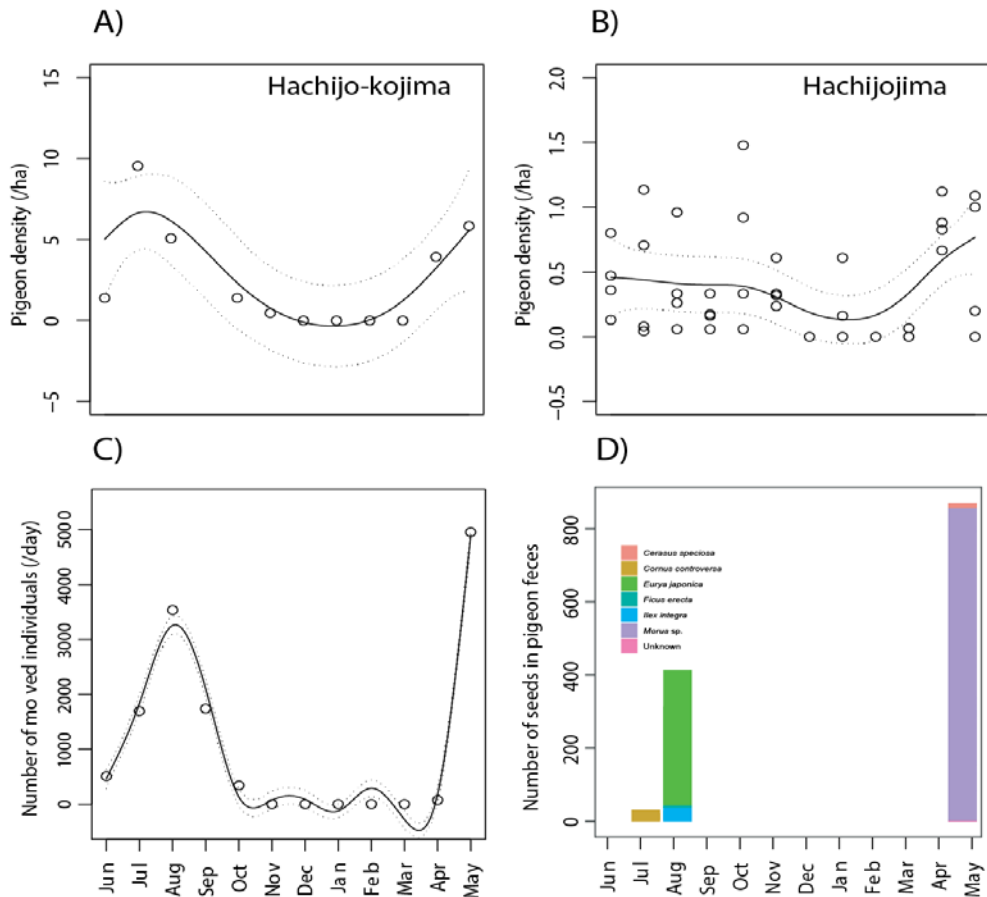 A)
Hachijo-kojima
Pigeon density (/ha)
15
10
5
0
−5
B)
Hachijojima
Pigeon density (/ha)
2.0
1.5
1.0
0.5
0.0
−0.5
C)
Number of mo ved individuals (/day)
5000
4000
3000
2000
1000
0
Jun Jul Aug Sep Oct Nov Dec Jan Feb Mar Apr May
D)
Number of seeds in pigeon feces
800
600
400
200
0
Cerasus speciosa
Cornus controversa
Eurya japonica
Ficus erecta
Ilex integra
Morua sp.
Unknown
Jun Jul Aug Sep Oct Nov Dec Jan Feb Mar Apr May